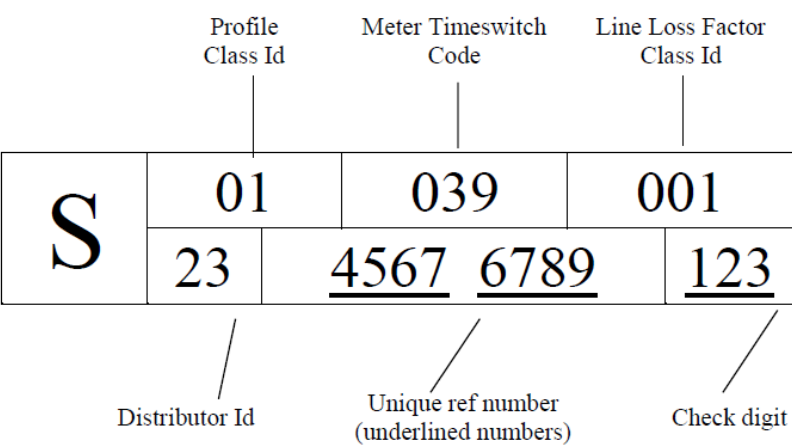 Profile Class Id
Meter Timeswitch Code
Line Loss Factor Class Id
S
01 039 001
23 4567 6789 123
Distributor Id
Unique ref number
(underlined numbers)
Check digit